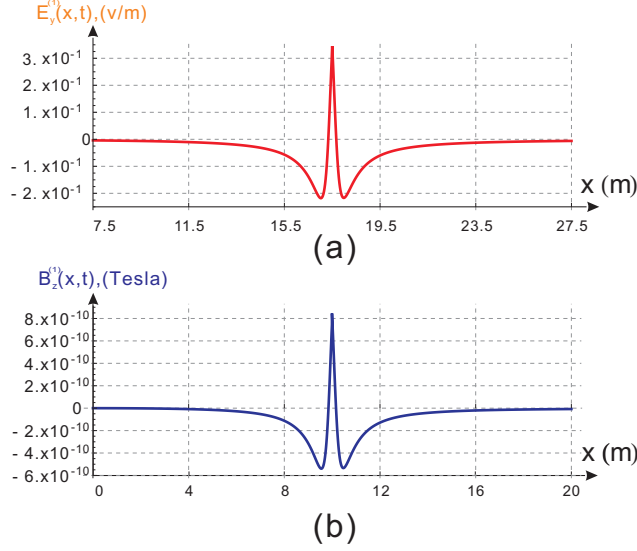 E_y^(1)(x,t),(v/m)
3. x10^-1
2. x10^-1
1. x10^-1
0
- 1. x10^-1
- 2. x10^-1
x (m)
7.5 11.5 15.5 19.5 23.5 27.5
(a)
B_z^(1)(x,t),(Tesla)
8. x10^-10
6. x10^-10
4. x10^-10
2. x10^-10
0
- 2. x10^-10
- 4. x10^-10
- 6. x10^-10
x (m)
0 4 8 12 16 20
(b)